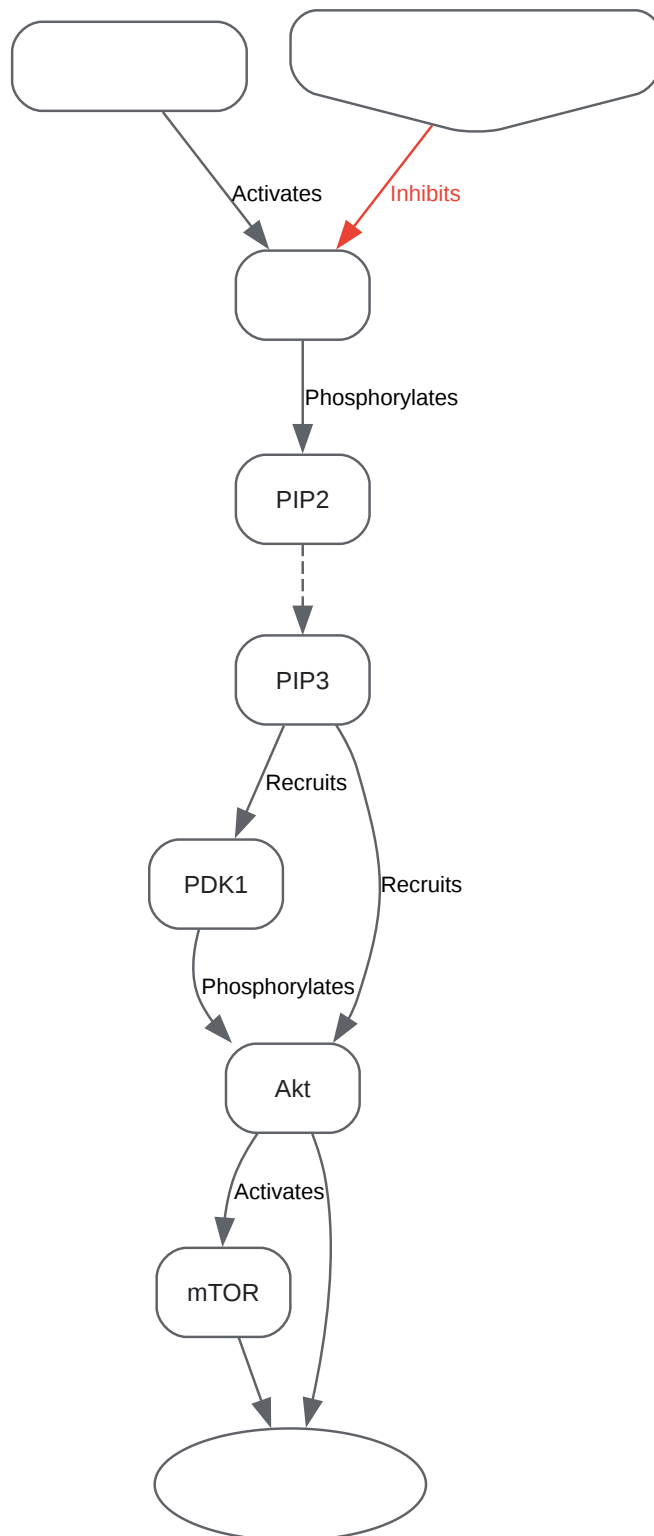 Activates
Inhibits
Phosphorylates
PIP2
PIP3
Recruits
PDK1
Recruits
Phosphorylates
Akt
Activates
mTOR